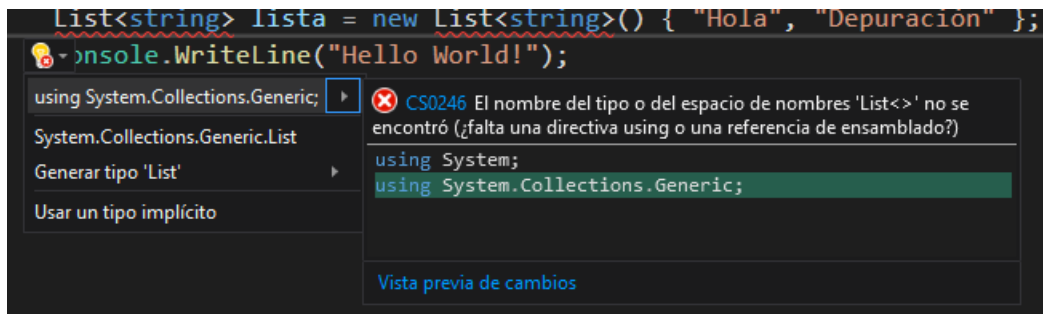 List<string> lista = new List<string>() { "Hola", "Depuración" };
onsole.WriteLine("Hello World!");
using System.Collections.Generic;
System.Collections.Generic.List
Generar tipo 'List'
Usar un tipo implícito
CS0246 El nombre del tipo o del espacio de nombres 'List<>' no se
encontró (¿falta una directiva using o una referencia de ensamblado?)
using System;
using System.Collections.Generic;
Vista previa de cambios